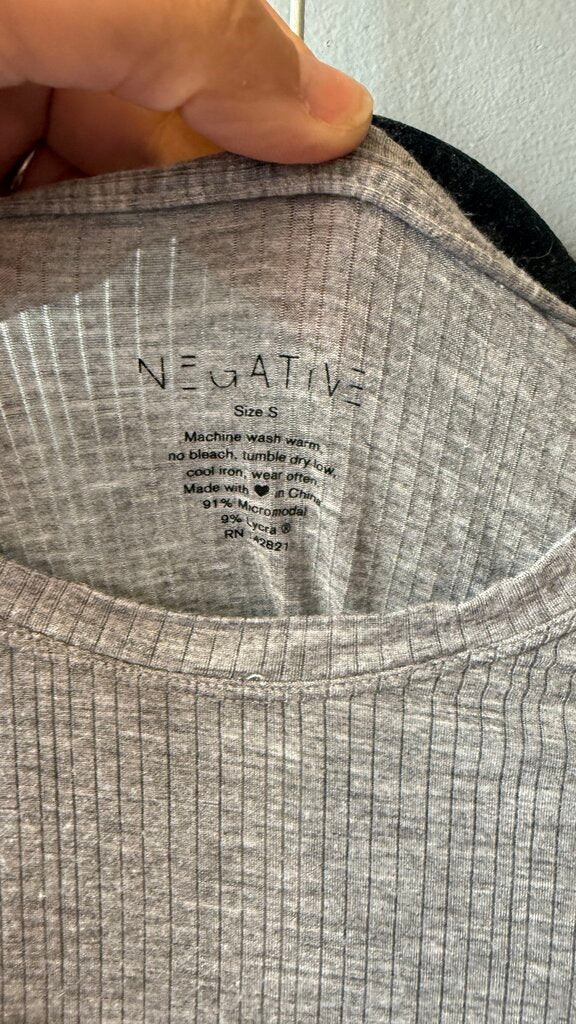 NEGATIVE
Size S
Machine wash warm,
no bleach, tumble dry low,
cool iron, wear often.
Made with ♥ in China
91% Micromodal
9% Lycra ®
RN